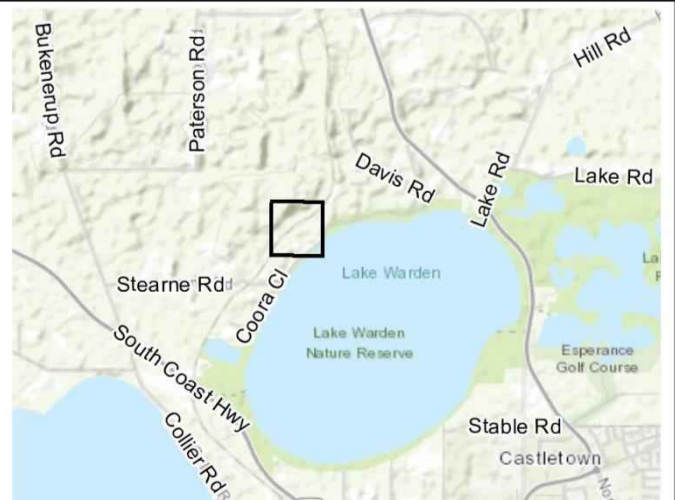 Bukenerup Rd
Paterson Rd
Hill Rd
Davis Rd
Lake Rd
Lake Rd
Stearne Rd
Coora Cl
Lake Warden
Lake Warden
Nature Reserve
South Coast Hwy
Collier Rd
Esperance
Golf Course
Stable Rd
Castletown